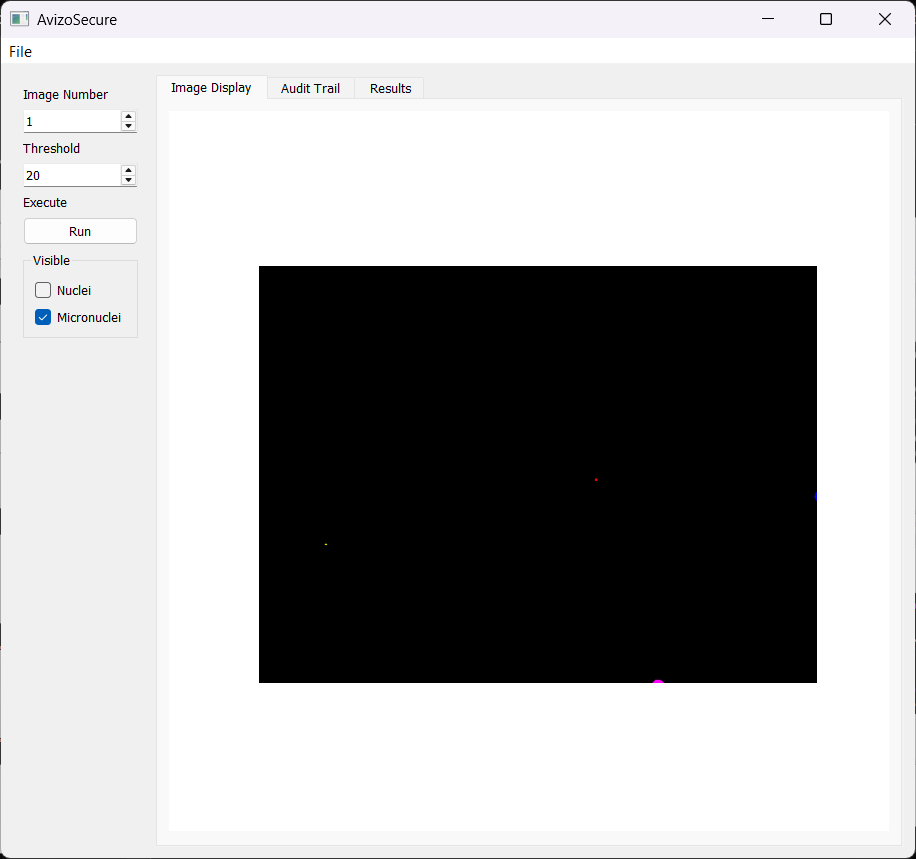 AvizoSecure
File
Image Number
1
Threshold
20
Execute
Run
Visible
Nuclei
Micronuclei
Image Display
Audit Trail
Results